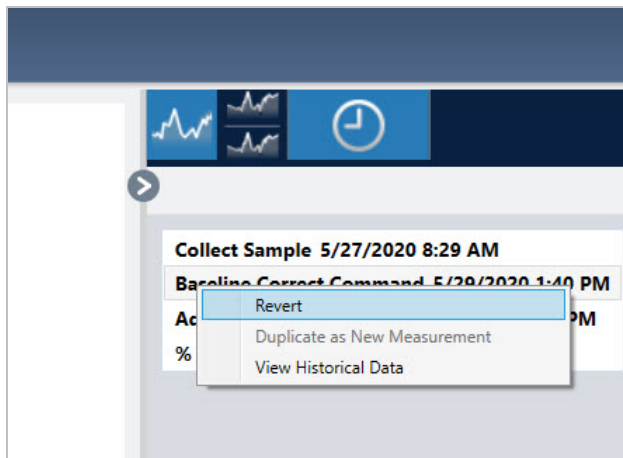 Collect Sample 5/27/2020 8:29 AM
Baseline Correct Command 5/29/2020 1:40 PM
Revert
PM
Duplicate as New Measurement
%
View Historical Data